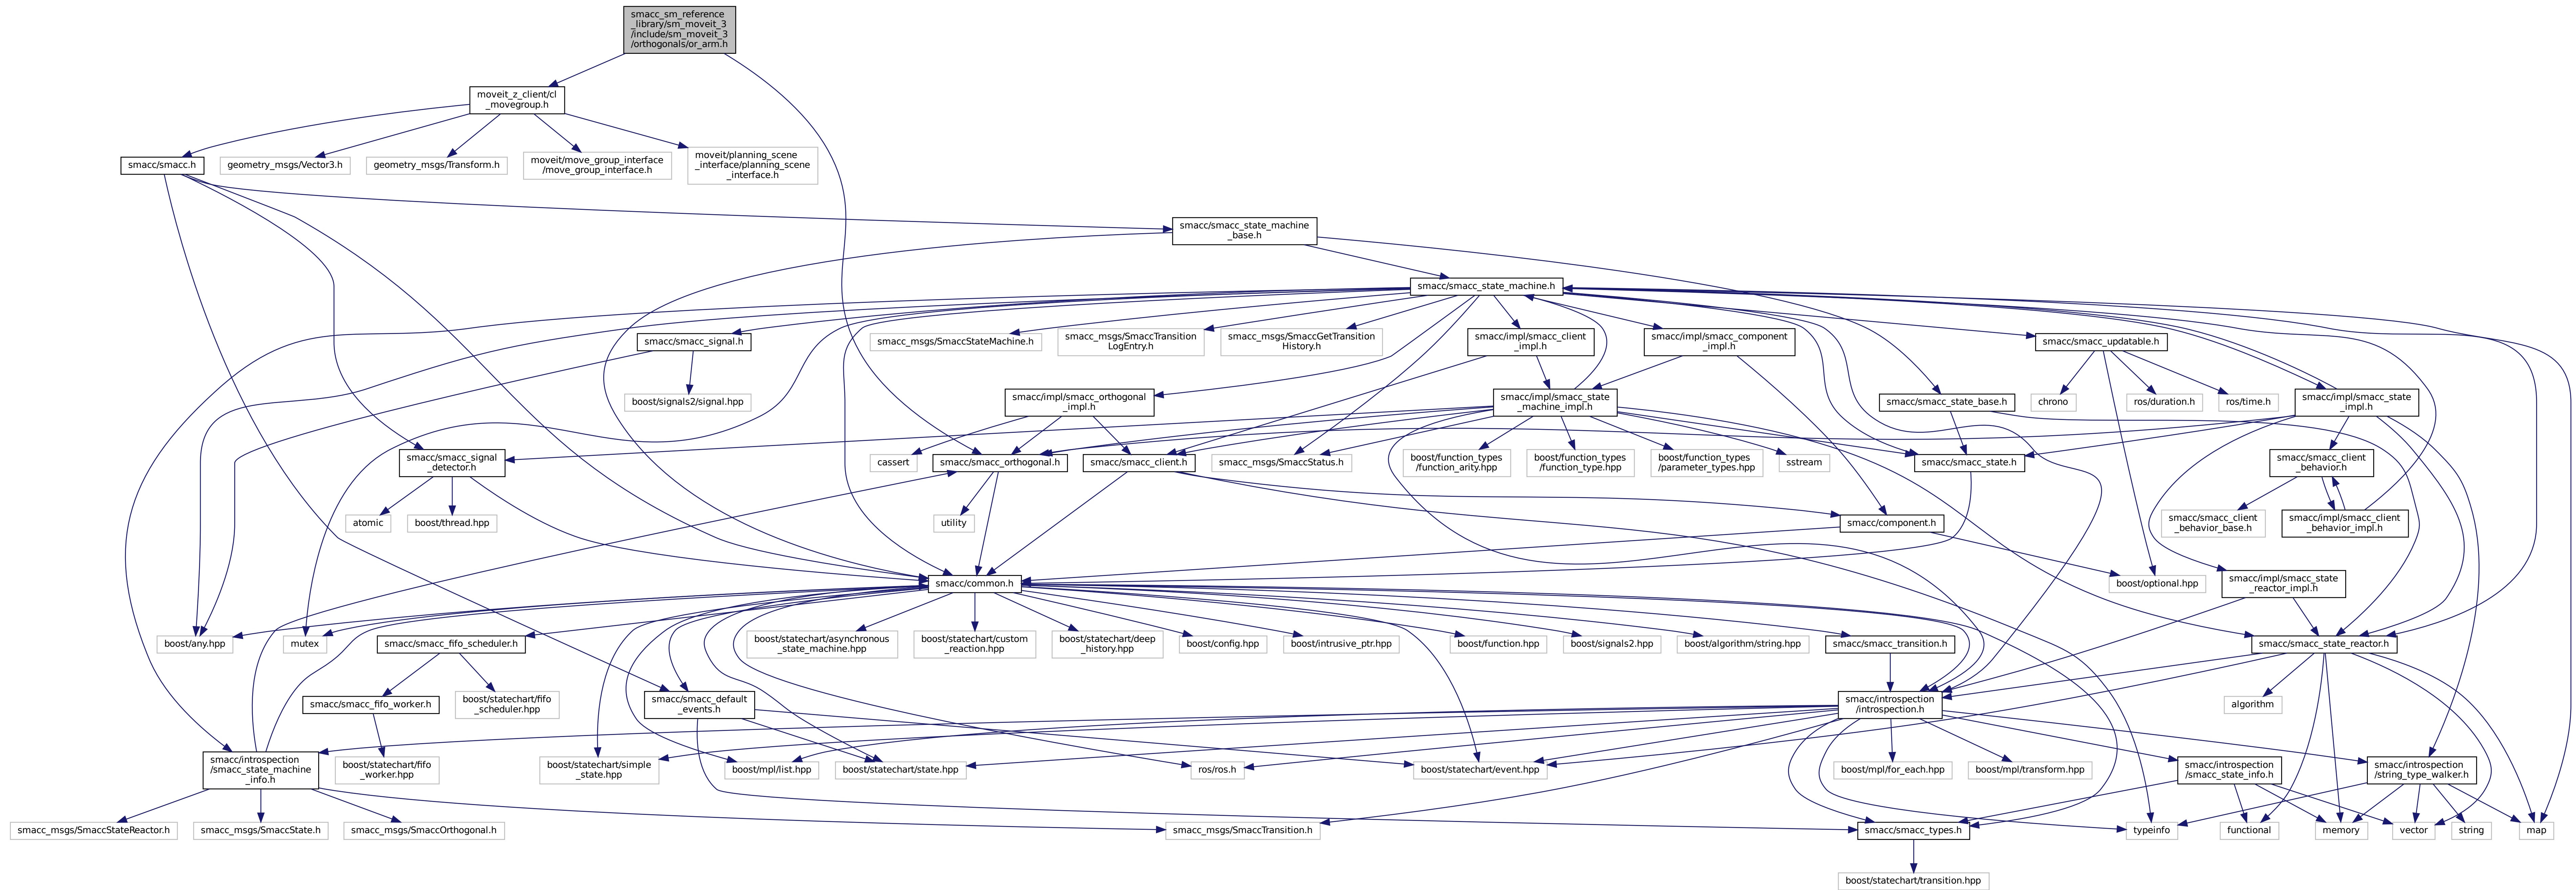 smacc_sm_reference
_library/sm_moveit_3
/include/sm_moveit_3
/orthogonals/or_arm.h
moveit_z_client/cl
_movegroup.h
smacc/smacc.h
geometry_msgs/Vector3.h
geometry_msgs/Transform.h
moveit/move_group_interface
/move_group_interface.h
moveit/planning_scene
_interface/planning_scene
_interface.h
smacc/smacc_state_machine
_base.h
smacc/smacc_state_machine.h
smacc/smacc_signal.h
smacc_msgs/SmaccStateMachine.h
smacc_msgs/SmaccTransition
LogEntry.h
smacc_msgs/SmaccGetTransition
History.h
smacc/impl/smacc_client
_impl.h
smacc/impl/smacc_component
_impl.h
smacc/smacc_updatable.h
boost/signals2/signal.hpp
smacc/impl/smacc_orthogonal
_impl.h
smacc/impl/smacc_state
_machine_impl.h
smacc/smacc_state_base.h
chrono
ros/duration.h
ros/time.h
smacc/impl/smacc_state
_impl.h
smacc/smacc_signal
_detector.h
cassert
smacc/smacc_orthogonal.h
smacc/smacc_client.h
smacc_msgs/SmaccStatus.h
boost/function_types
/function_arity.hpp
boost/function_types
/function_type.hpp
boost/function_types
/parameter_types.hpp
sstream
smacc/smacc_state.h
smacc/smacc_client
_behavior.h
atomic
boost/thread.hpp
utility
smacc/component.h
smacc/smacc_client
_behavior_base.h
smacc/impl/smacc_client
_behavior_impl.h
smacc/common.h
boost/optional.hpp
smacc/impl/smacc_state
_reactor_impl.h
boost/any.hpp
mutex
smacc/smacc_fifo_scheduler.h
boost/statechart/asynchronous
_state_machine.hpp
boost/statechart/custom
_reaction.hpp
boost/statechart/deep
_history.hpp
boost/config.hpp
boost/intrusive_ptr.hpp
boost/function.hpp
boost/signals2.hpp
boost/algorithm/string.hpp
smacc/smacc_transition.h
smacc/smacc_state_reactor.h
smacc/smacc_fifo_worker.h
boost/statechart/fifo
_scheduler.hpp
smacc/smacc_default
_events.h
smacc/introspection
/introspection.h
algorithm
smacc/introspection
/smacc_state_machine
_info.h
boost/statechart/fifo
_worker.hpp
boost/statechart/simple
_state.hpp
boost/mpl/list.hpp
boost/statechart/state.hpp
ros/ros.h
boost/statechart/event.hpp
boost/mpl/for_each.hpp
boost/mpl/transform.hpp
smacc/introspection
/smacc_state_info.h
smacc/introspection
/string_type_walker.h
smacc_msgs/SmaccStateReactor.h
smacc_msgs/SmaccState.h
smacc_msgs/SmaccOrthogonal.h
smacc_msgs/SmaccTransition.h
smacc/smacc_types.h
typeinfo
functional
memory
vector
string
map
boost/statechart/transition.hpp